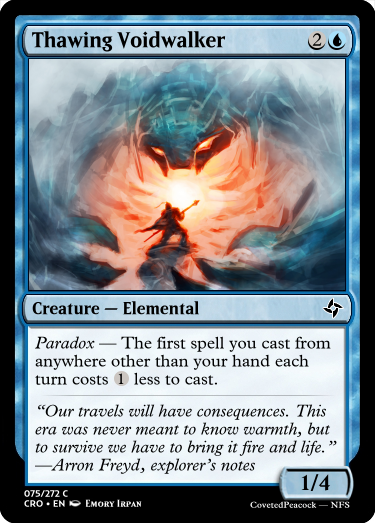 Thawing Voidwalker 2
Creature — Elemental
Paradox — The first spell you cast from
anywhere other than your hand each
turn costs 1 less to cast.
“Our travels will have consequences. This
era was never meant to know warmth, but
to survive we have to bring it fire and life.”
—Arron Freyd, explorer’s notes
1/4
075/272 C
CRO • EN Emory Irpan
CovetedPeacock — NFS